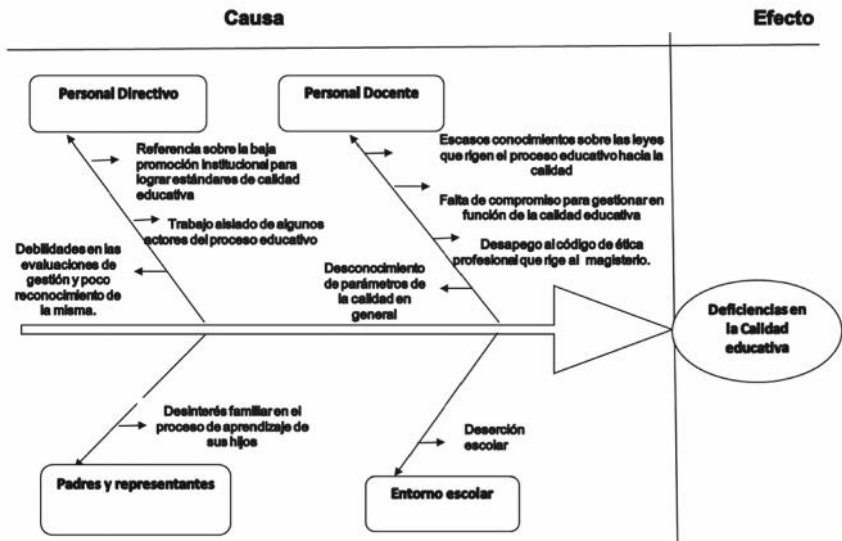 Causa
Efecto
Personal Directivo
Personal Docente
Referencia sobre la baja
promoción institucional para
lograr estándares de calidad
educativa
Trabajo aislado de algunos
actores del proceso educativo
Debilidades en las
evaluaciones de
gestión y poco
reconocimiento de
la misma.
Escasos conocimientos sobre las leyes
que rigen el proceso educativo hacia la
calidad
Falta de compromiso para gestionar en
función de la calidad educativa
Desapego al código de ética
profesional que rige al magisterio.
Desconocimiento
de parámetros de
la calidad en
general
Deficiencias en
la Calidad
educativa
Desinterés familiar en el
proceso de aprendizaje de
sus hijos
Deserción
escolar
Padres y representantes
Entorno escolar